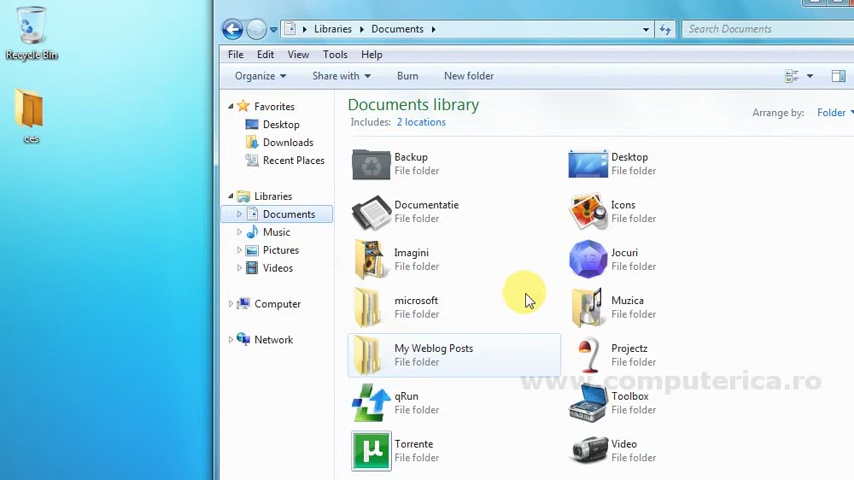 Recycle Bin
ces
Libraries
Documents
Search Documents
File
Edit
View
Tools
Help
Organize
Share with
Burn
New folder
Favorites
Desktop
Downloads
Recent Places
Libraries
Documents
Music
Pictures
Videos
Computer
Network
Documents library
Includes: 2 locations
Arrange by: Folder
Backup
File folder
Desktop
File folder
Documentatie
File folder
Icons
File folder
Imagini
File folder
12
Jocuri
File folder
microsoft
File folder
Muzica
File folder
My Weblog Posts
File folder
Projectz
File folder
www.computerica.ro
qRun
File folder
Toolbox
File folder
µ
Torrente
File folder
Video
File folder